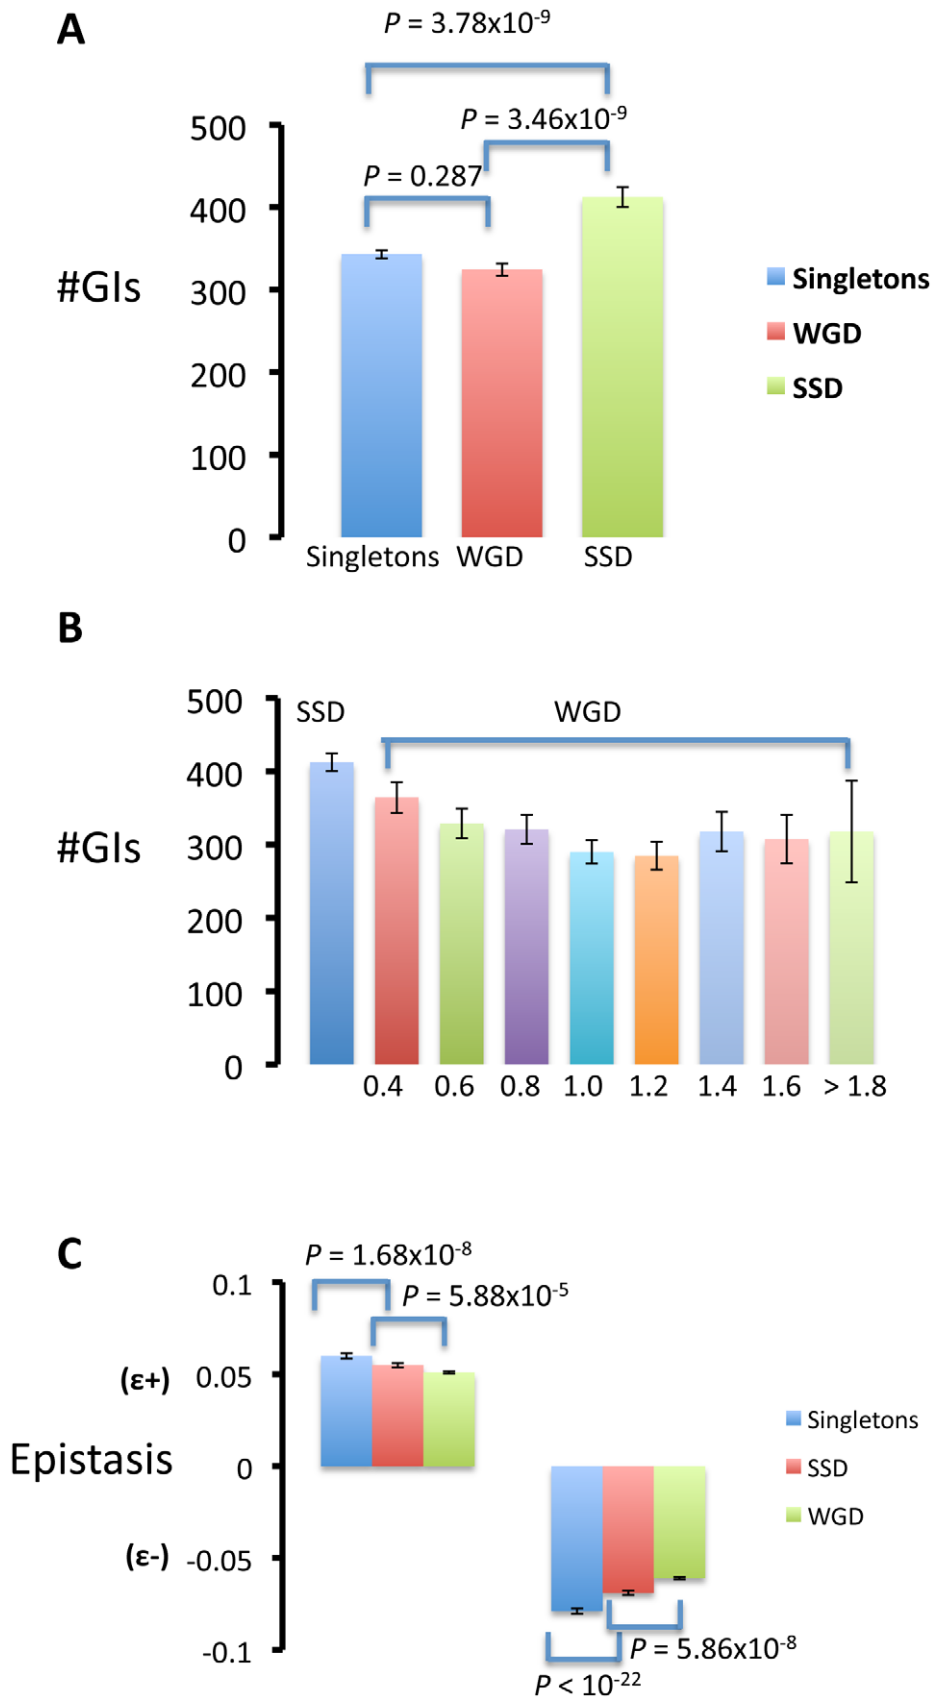 A
P = 3.78x10⁻⁹
P = 3.46x10⁻⁹
P = 0.287
500
400
300
200
100
0
#GIs
Singletons WGD SSD
Singletons
WGD
SSD
B
SSD WGD
500
400
300
200
100
0
#GIs
0.4 0.6 0.8 1.0 1.2 1.4 1.6 > 1.8
C
P = 1.68x10⁻⁸
P = 5.88x10⁻⁵
0.1
(ε+) 0.05
Epistasis 0
(ε-) -0.05
-0.1
Singletons
SSD
WGD
P = 5.86x10⁻⁸
P < 10⁻²²